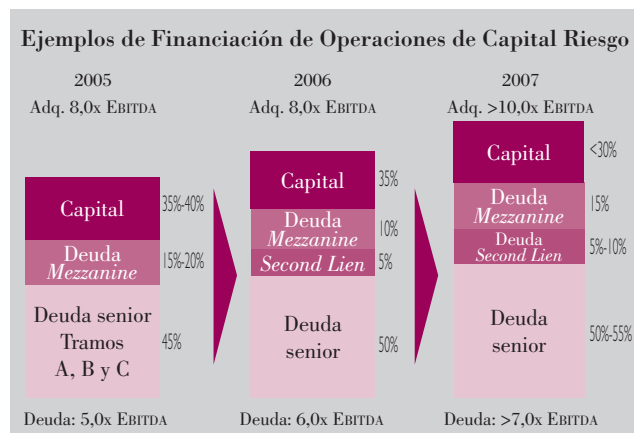 Ejemplos de Financiación de Operaciones de Capital Riesgo
2005
Adq. 8,0x EBITDA
Capital
35%-40%
Deuda
Mezzanine
15%-20%
Deuda senior
Tramos
A, B y C
45%
Deuda: 5,0x EBITDA
2006
Adq. 8,0x EBITDA
Capital
35%
Deuda
Mezzanine
10%
Second Lien
5%
Deuda
senior
50%
Deuda: 6,0x EBITDA
2007
Adq. >10,0x EBITDA
Capital
<30%
Deuda
Mezzanine
15%
Deuda
Second Lien
5%-10%
Deuda
senior
50%-55%
Deuda: >7,0x EBITDA